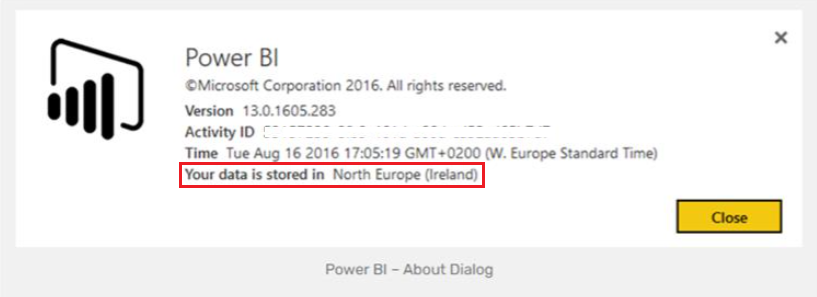 Power BI
©Microsoft Corporation 2016. All rights reserved.
Version 13.0.1605.283
Activity ID
Time Tue Aug 16 2016 17:05:19 GMT+0200 (W. Europe Standard Time)
Your data is stored in North Europe (Ireland)
Close
Power BI – About Dialog